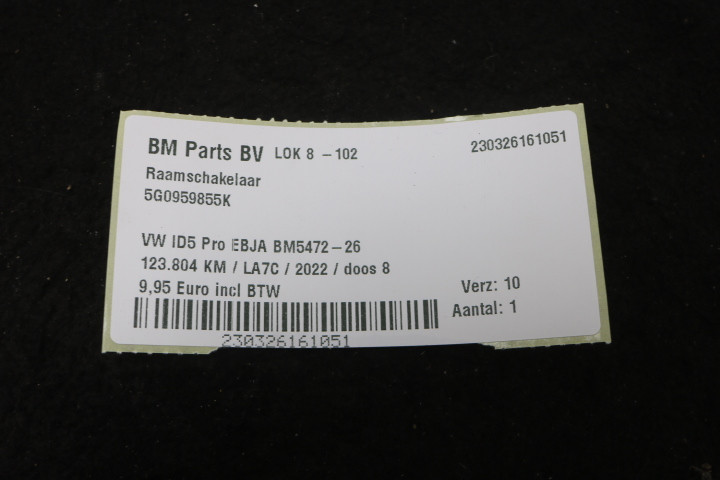 BM Parts BV LOK 8 - 102 230326161051
Raamschakelaar
5G0959855K
VW ID5 Pro EBJA BM5472-26
123.804 KM / LA7C / 2022 / doos 8
9,95 Euro incl BTW Verz: 10
Aantal: 1
230326161051